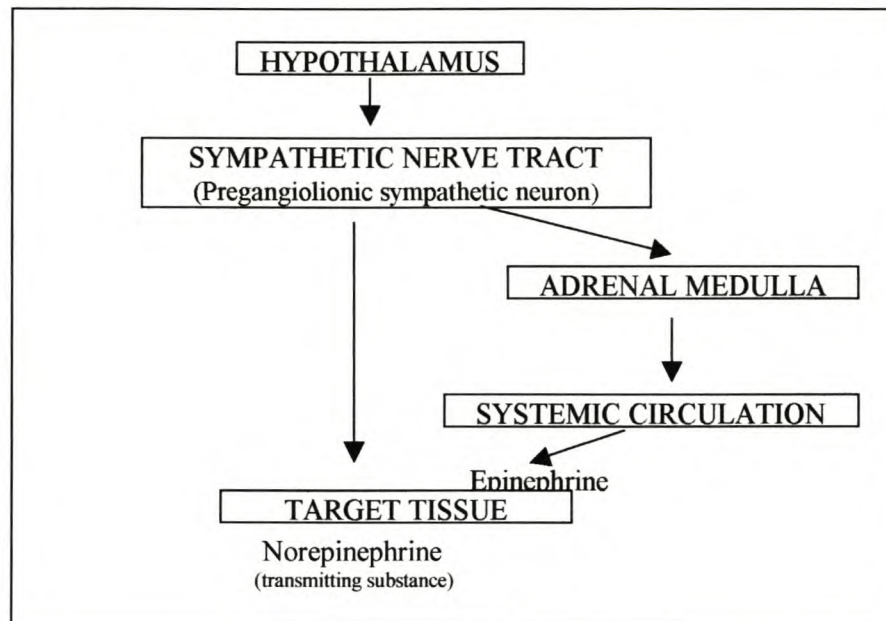 HYPOTHALAMUS
SYMPATHETIC NERVE TRACT
(Pregangiolionic sympathetic neuron)
ADRENAL MEDULLA
SYSTEMIC CIRCULATION
Epinephrine
TARGET TISSUE
Norepinephrine
(transmitting substance)